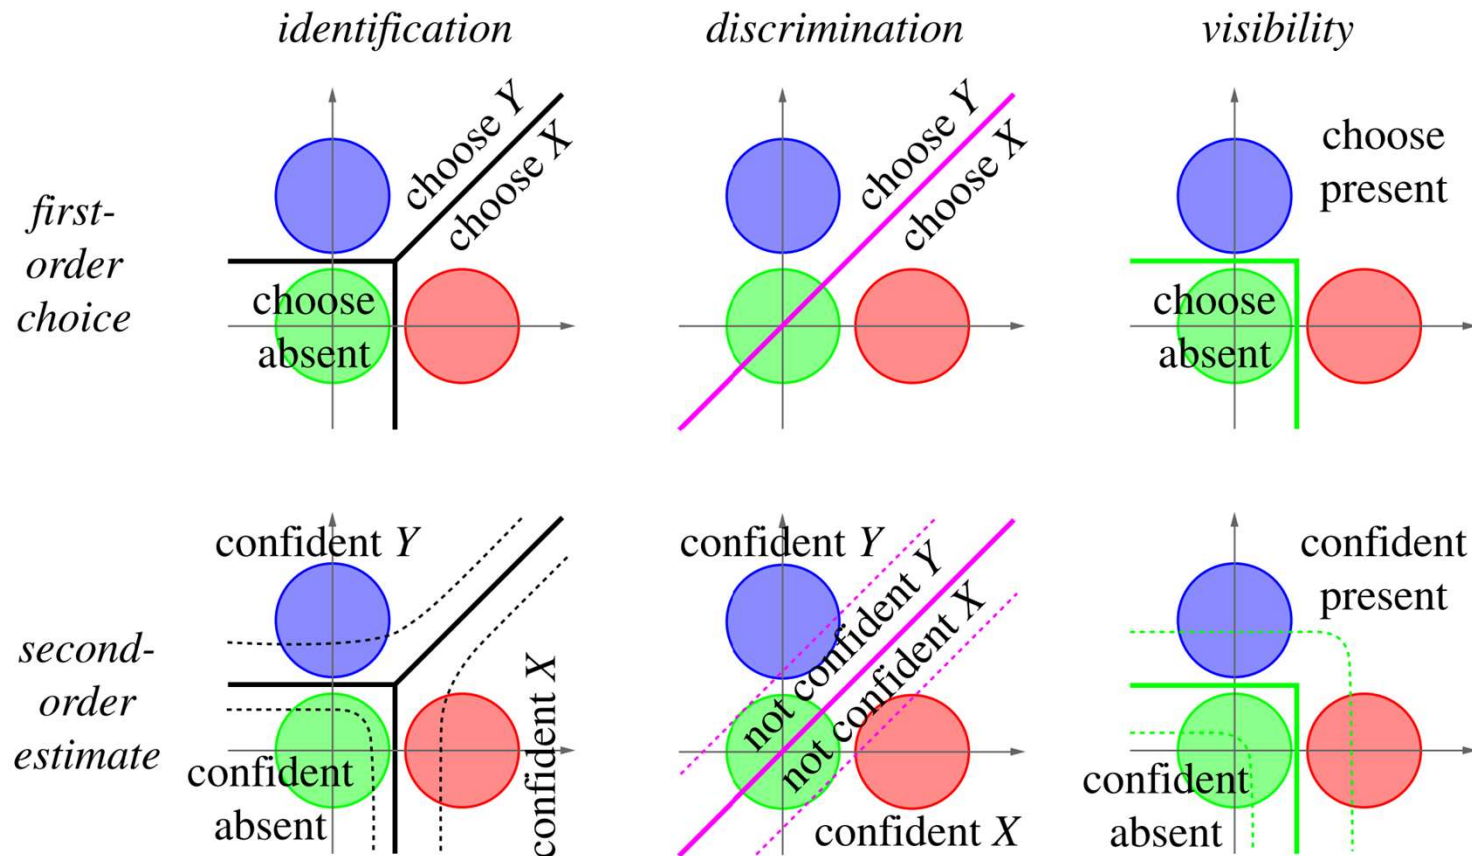 identification
discrimination
visibility
first-
order
choice
choose Y
choose X
choose
absent
choose Y
choose X
choose
present
choose
absent
second-
order
estimate
confident Y
confident X
confident
absent
confident Y
not confident Y
not confident X
confident X
confident
present
confident
absent